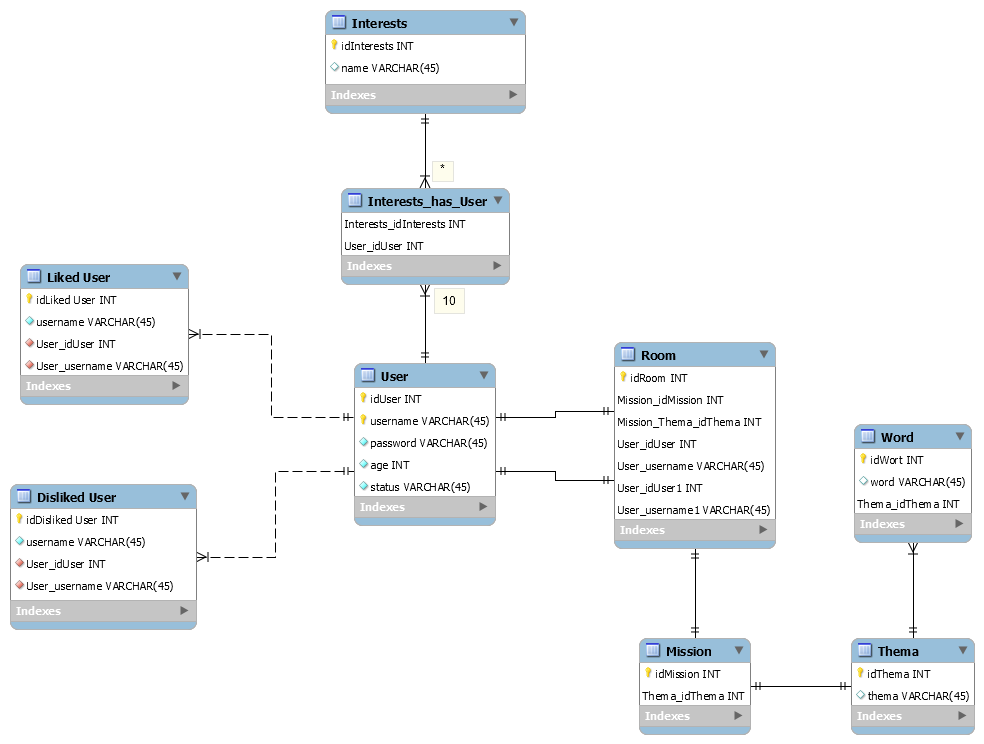 Interests
idInterests INT
name VARCHAR(45)
Indexes
*
Interests_has_User
Interests_idInterests INT
User_idUser INT
Indexes
10
Liked User
idLiked User INT
username VARCHAR(45)
User_idUser INT
User_username VARCHAR(45)
Indexes
User
idUser INT
username VARCHAR(45)
password VARCHAR(45)
age INT
status VARCHAR(45)
Indexes
Room
idRoom INT
Mission_idMission INT
Mission_Thema_idThema INT
User_idUser INT
User_username VARCHAR(45)
User_idUser1 INT
User_username1 VARCHAR(45)
Indexes
Word
idWort INT
word VARCHAR(45)
Thema_idThema INT
Indexes
Disliked User
idDisliked User INT
username VARCHAR(45)
User_idUser INT
User_username VARCHAR(45)
Indexes
Mission
idMission INT
Thema_idThema INT
Indexes
Thema
idThema INT
thema VARCHAR(45)
Indexes